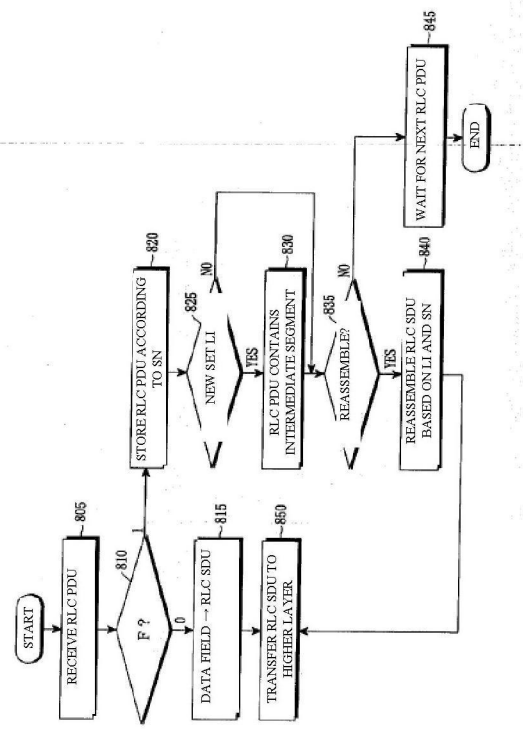 START
RECEIVE RLC PDU
805
F ?
810
0
1
DATA FIELD → RLC SDU
815
TRANSFER RLC SDU TO
HIGHER LAYER
850
STORE RLC PDU ACCORDING
TO SN
820
NEW SET LI
825
NO
YES
RLC PDU CONTAINS
INTERMEDIATE SEGMENT
830
REASSEMBLE?
835
NO
YES
REASSEMBLE RLC SDU
BASED ON LI AND SN
840
WAIT FOR NEXT RLC PDU
845
END